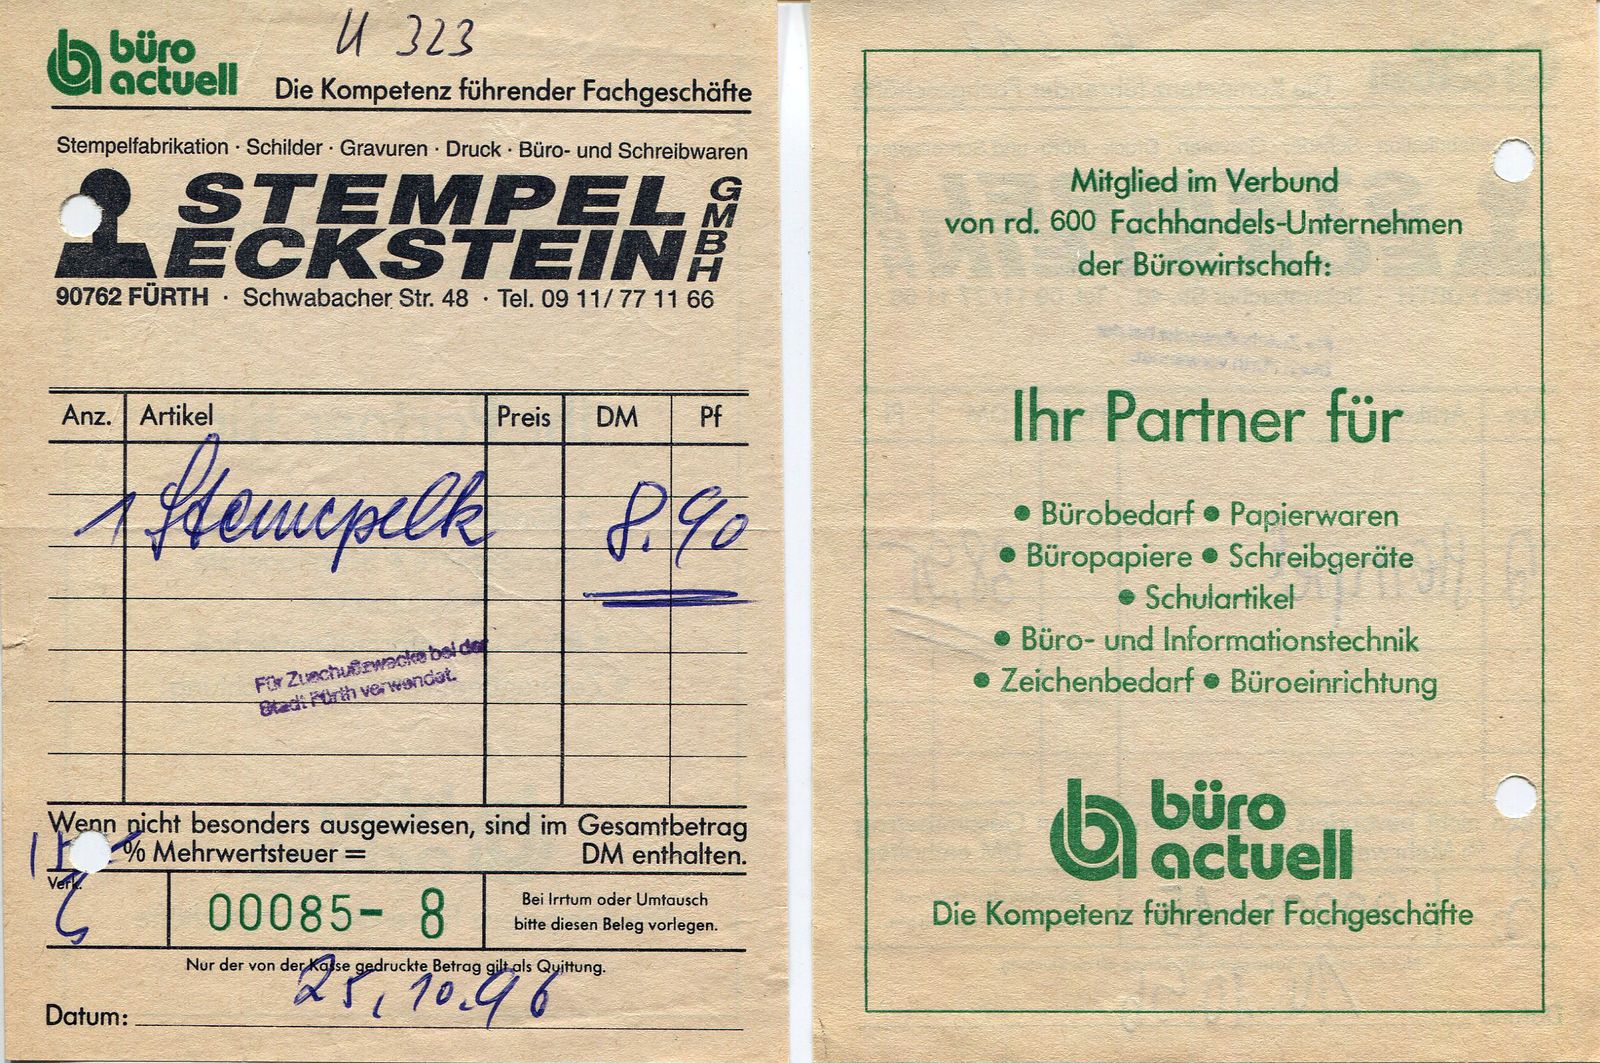 büro
actuell
U 323
Die Kompetenz führender Fachgeschäfte
Stempelfabrikation · Schilder · Gravuren · Druck · Büro- und Schreibwaren
STEMPEL
ECKSTEIN
GMBH
90762 FÜRTH · Schwabacher Str. 48 · Tel. 09 11/ 77 11 66
Anz. Artikel Preis DM Pf
1 Stempelk 8.90
Für Zuschußzwecke bei der
Stadt Fürth verwendet.
Wenn nicht besonders ausgewiesen, sind im Gesamtbetrag
% Mehrwertsteuer = DM enthalten.
Verk.
00085- 8
Bei Irrtum oder Umtausch
bitte diesen Beleg vorlegen.
Nur der von der Kasse gedruckte Betrag gilt als Quittung.
25.10.96
Datum:
Mitglied im Verbund
von rd. 600 Fachhandels-Unternehmen
der Bürowirtschaft:
Ihr Partner für
• Bürobedarf • Papierwaren
• Büropapiere • Schreibgeräte
• Schulartikel
• Büro- und Informationstechnik
• Zeichenbedarf • Büroeinrichtung
büro
actuell
Die Kompetenz führender Fachgeschäfte